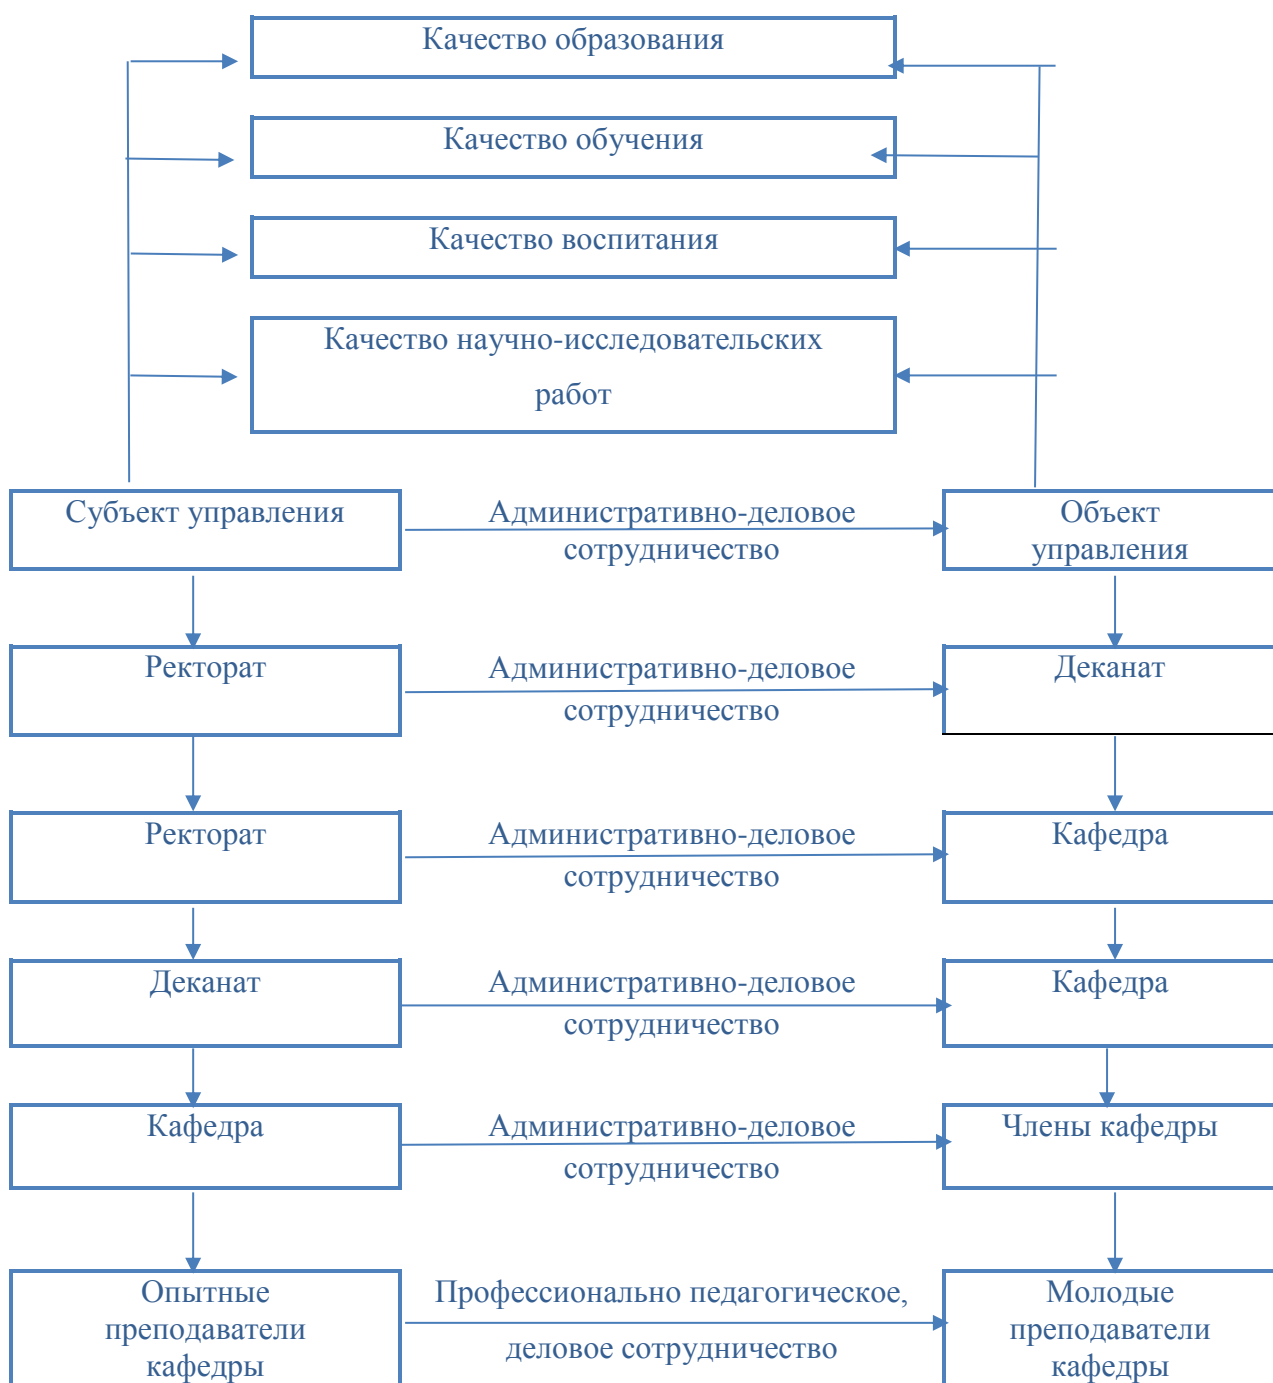 Качество образования
Качество обучения
Качество воспитания
Качество научно-исследовательских
работ
Субъект управления
Административно-деловое
сотрудничество
Объект
управления
Ректорат
Административно-деловое
сотрудничество
Деканат
Ректорат
Административно-деловое
сотрудничество
Кафедра
Деканат
Административно-деловое
сотрудничество
Кафедра
Кафедра
Административно-деловое
сотрудничество
Члены кафедры
Опытные
преподаватели
кафедры
Профессионально педагогическое,
деловое сотрудничество
Молодые
преподаватели
кафедры